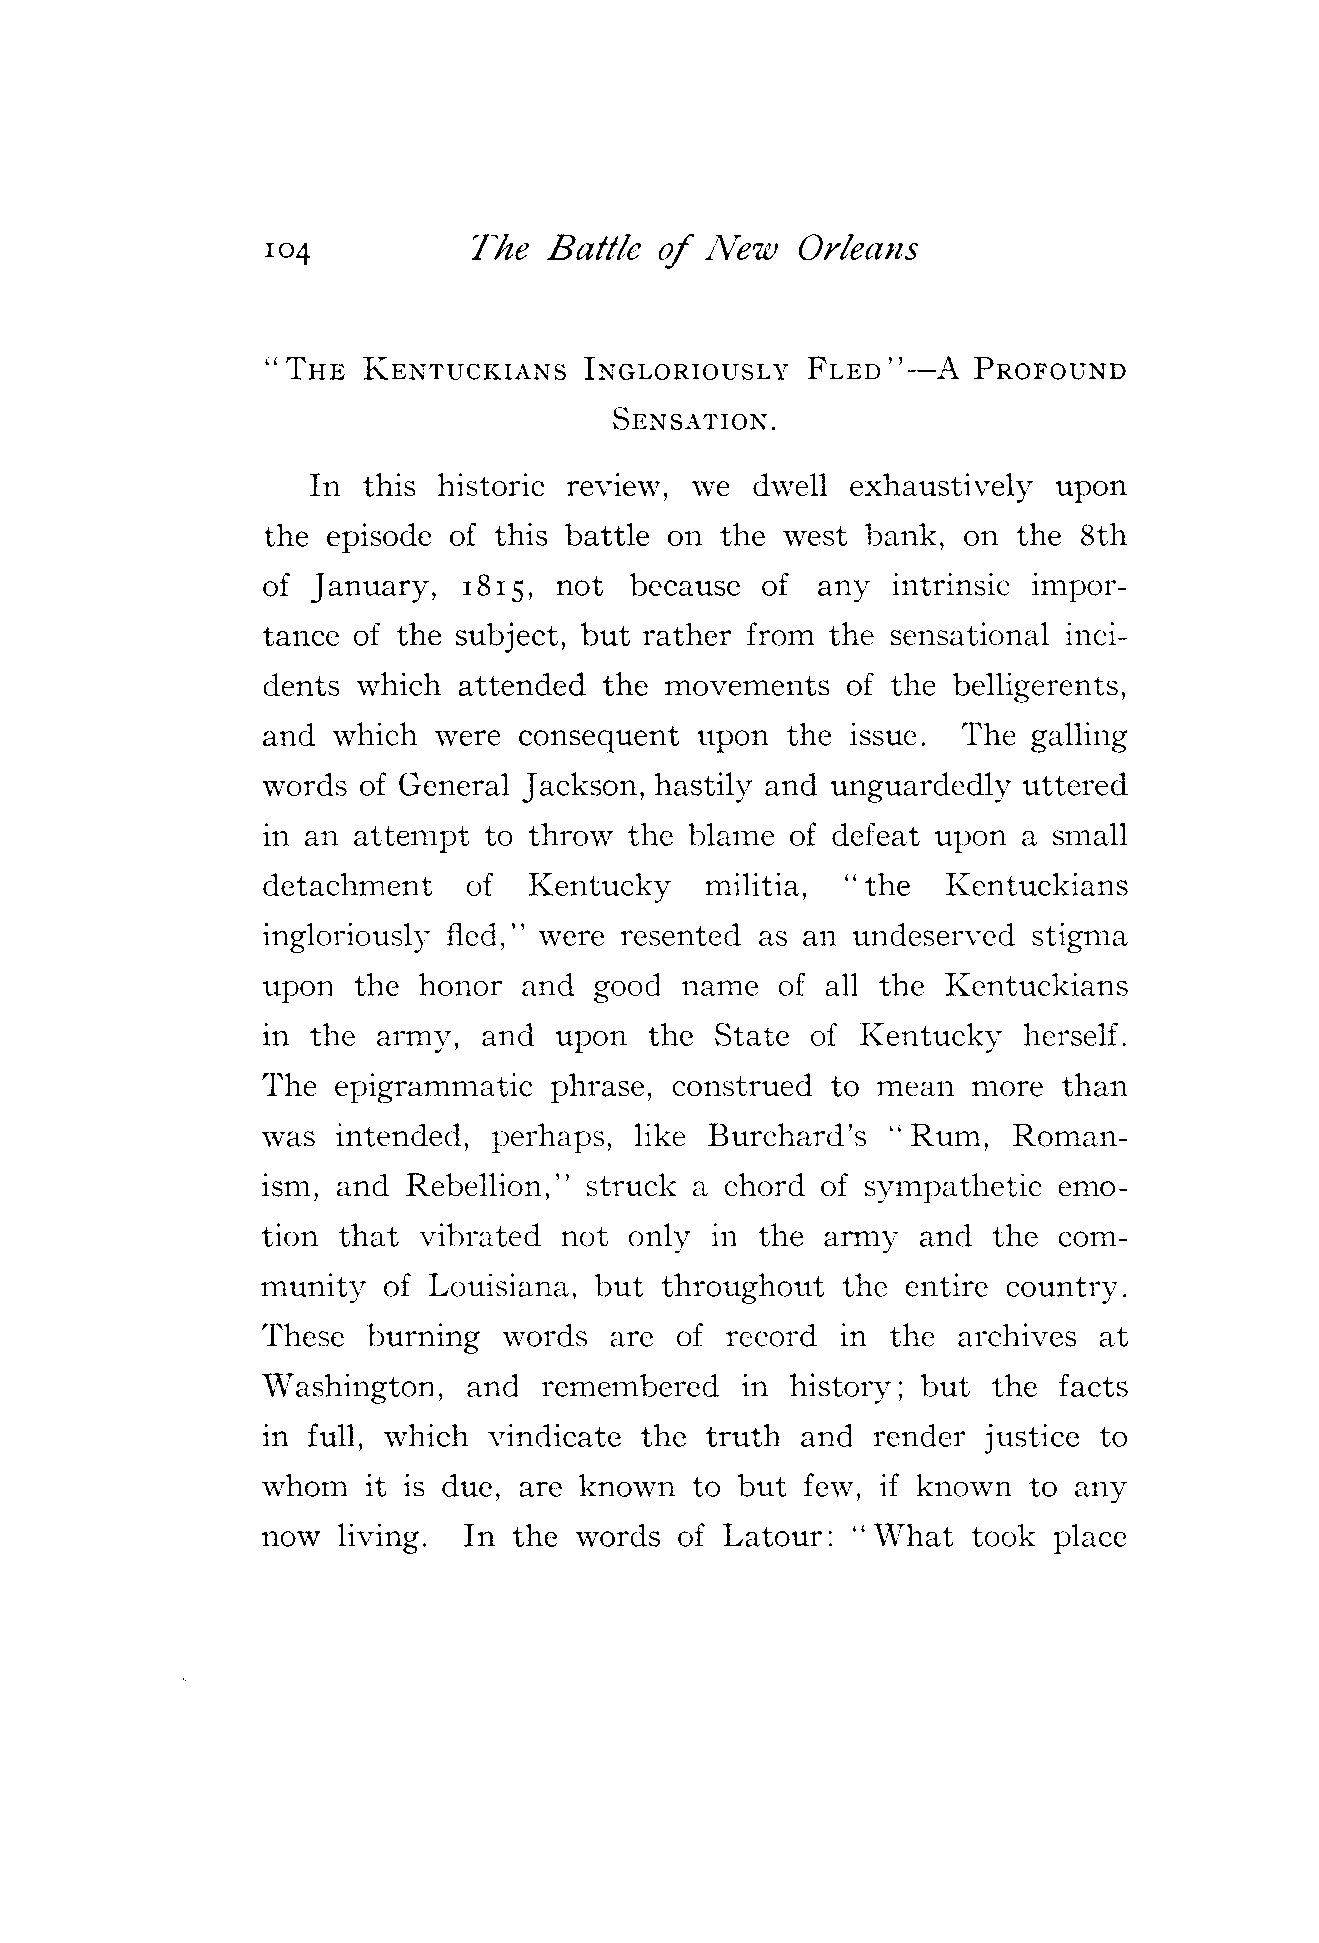 104 The Battle of New Orleans
"The Kentuckians Ingloriously Fled"—A Profound
Sensation.
In this historic review, we dwell exhaustively upon
the episode of this battle on the west bank, on the 8th
of January, 1815, not because of any intrinsic impor-
tance of the subject, but rather from the sensational inci-
dents which attended the movements of the belligerents,
and which were consequent upon the issue. The galling
words of General Jackson, hastily and unguardedly uttered
in an attempt to throw the blame of defeat upon a small
detachment of Kentucky militia, "the Kentuckians
ingloriously fled," were resented as an undeserved stigma
upon the honor and good name of all the Kentuckians
in the army, and upon the State of Kentucky herself.
The epigrammatic phrase, construed to mean more than
was intended, perhaps, like Burchard's "Rum, Roman-
ism, and Rebellion," struck a chord of sympathetic emo-
tion that vibrated not only in the army and the com-
munity of Louisiana, but throughout the entire country.
These burning words are of record in the archives at
Washington, and remembered in history; but the facts
in full, which vindicate the truth and render justice to
whom it is due, are known to but few, if known to any
now living. In the words of Latour: "What took place